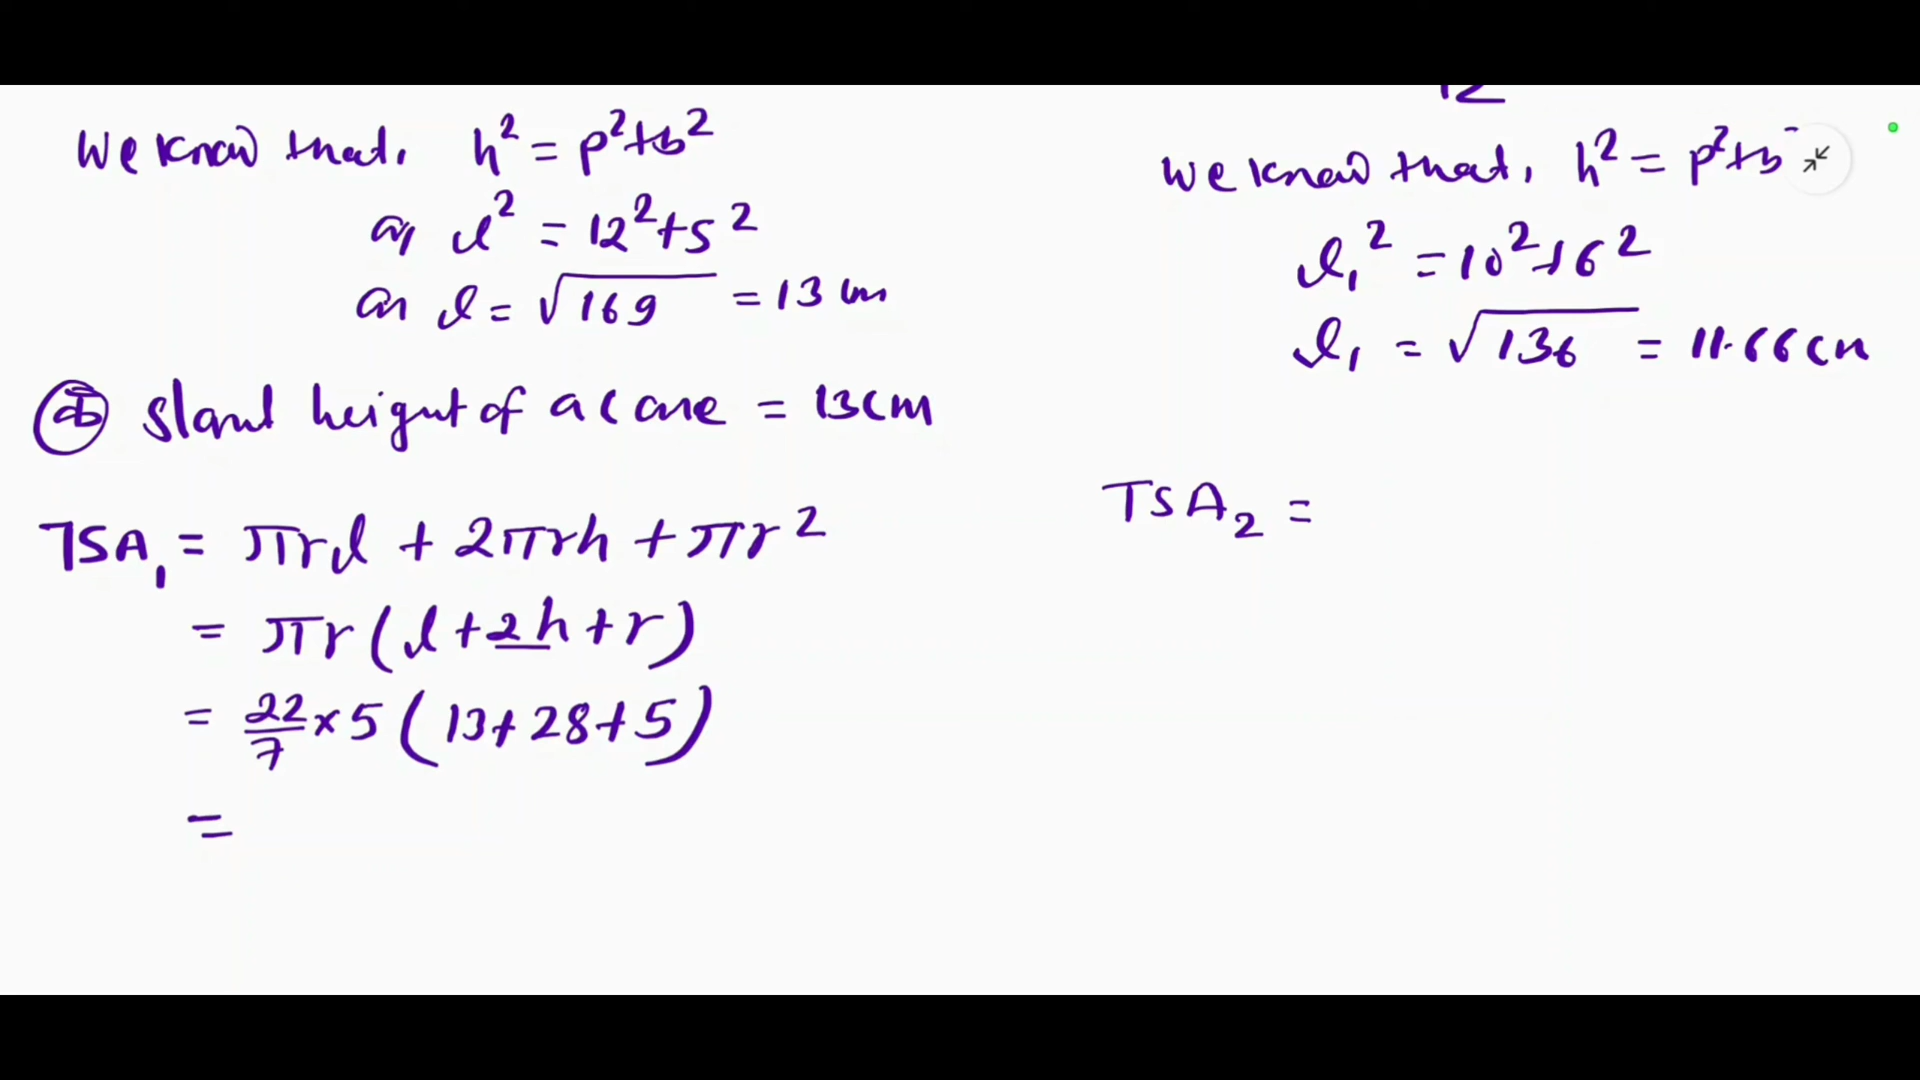 We know that, h² = p²+b²
or l² = 12²+5²
or l = √169 = 13 cm
slant height of a cone = 13cm
TSA₁ = πrl + 2πrh + πr²
= πr(l+2h+r)
= 22/7 × 5 (13+28+5)
=
12
We know that, h² = p²+b²
l₁² = 10²+6²
l₁ = √136 = 11.66cm
TSA₂ =